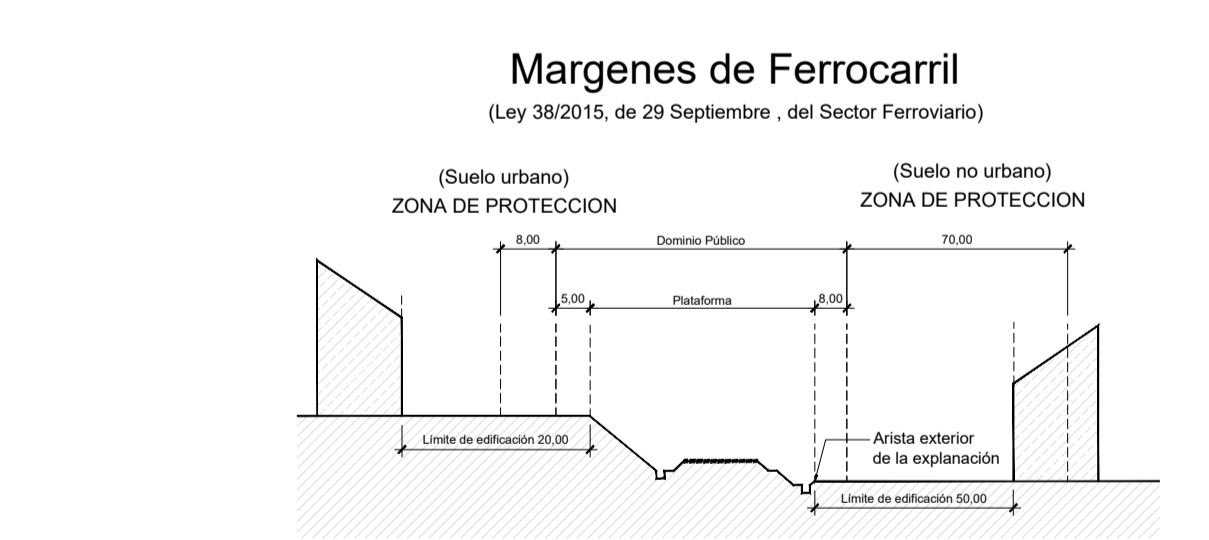 Margenes de Ferrocarril
(Ley 38/2015, de 29 Septiembre , del Sector Ferroviario)
(Suelo urbano)
ZONA DE PROTECCION
(Suelo no urbano)
ZONA DE PROTECCION
8,00
Dominio Público
70,00
5,00
Plataforma
8,00
Límite de edificación 20,00
Arista exterior
de la explanación
Límite de edificación 50,00